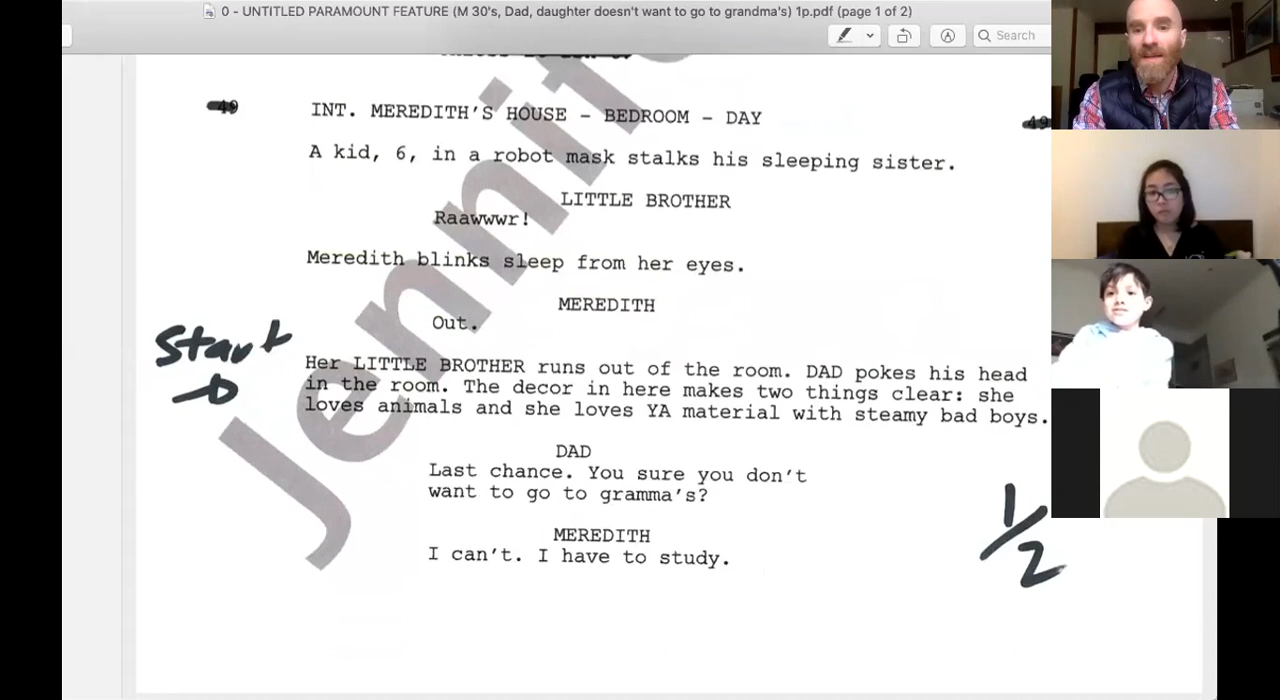 0 - UNTITLED PARAMOUNT FEATURE (M 30's, Dad, daughter doesn't want to go to grandma's) 1p.pdf (page 1 of 2)
Search
49
INT. MEREDITH'S HOUSE - BEDROOM - DAY
49
A kid, 6, in a robot mask stalks his sleeping sister.
LITTLE BROTHER
Raawwwr!
Meredith blinks sleep from her eyes.
MEREDITH
Out.
Start
Her LITTLE BROTHER runs out of the room. DAD pokes his head
in the room. The decor in here makes two things clear: she
loves animals and she loves YA material with steamy bad boys.
DAD
Last chance. You sure you don't
want to go to gramma's?
MEREDITH
I can't. I have to study.
1/2